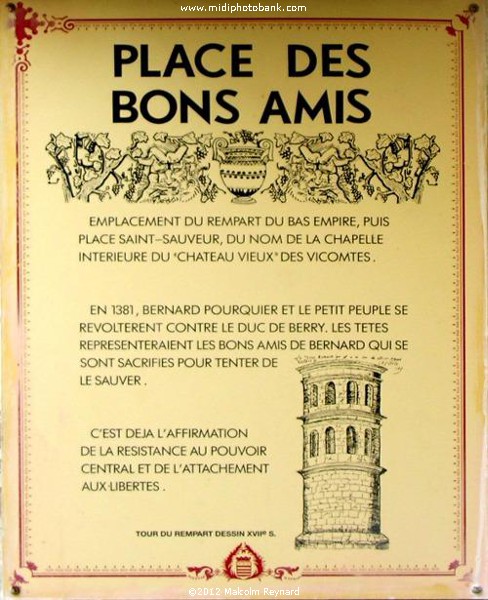 www.midiphotobank.com
PLACE DES
BONS AMIS
EMPLACEMENT DU REMPART DU BAS EMPIRE, PUIS
PLACE SAINT-SAUVEUR, DU NOM DE LA CHAPELLE
INTERIEURE DU "CHATEAU VIEUX" DES VICOMTES.
EN 1381, BERNARD POURQUIER ET LE PETIT PEUPLE SE
REVOLTERENT CONTRE LE DUC DE BERRY. LES TETES
REPRESENTERAIENT LES BONS AMIS DE BERNARD QUI SE
SONT SACRIFIES POUR TENTER DE
LE SAUVER.
C'EST DEJA L'AFFIRMATION
DE LA RESISTANCE AU POUVOIR
CENTRAL ET DE L'ATTACHEMENT
AUX LIBERTES.
TOUR DU REMPART DESSIN XVIIe S.
©2012 Malcolm Reynard